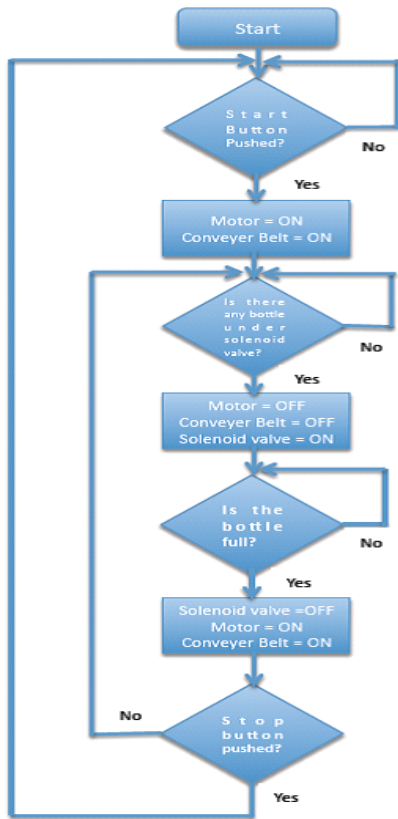 Start
Start
Button
Pushed?
No
Yes
Motor = ON
Conveyer Belt = ON
Is there
any bottle
under
solenoid
valve?
No
Yes
Motor = OFF
Conveyer Belt = OFF
Solenoid valve = ON
Is the
bottle
full?
No
Yes
Solenoid valve =OFF
Motor = ON
Conveyer Belt = ON
No
Stop
button
pushed?
Yes